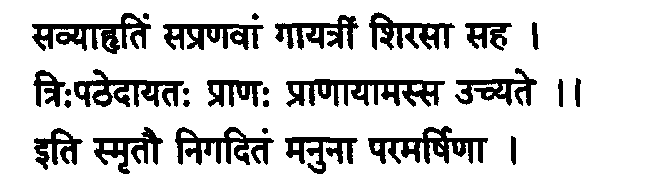 सव्याहृतिं सप्रणवां गायत्रीं शिरसा सह ।
त्रिःपठेदायतः प्राणः प्राणायामस्स उच्यते ।।
इति स्मृतौ निगदितं मनुना परमर्षिणा ।